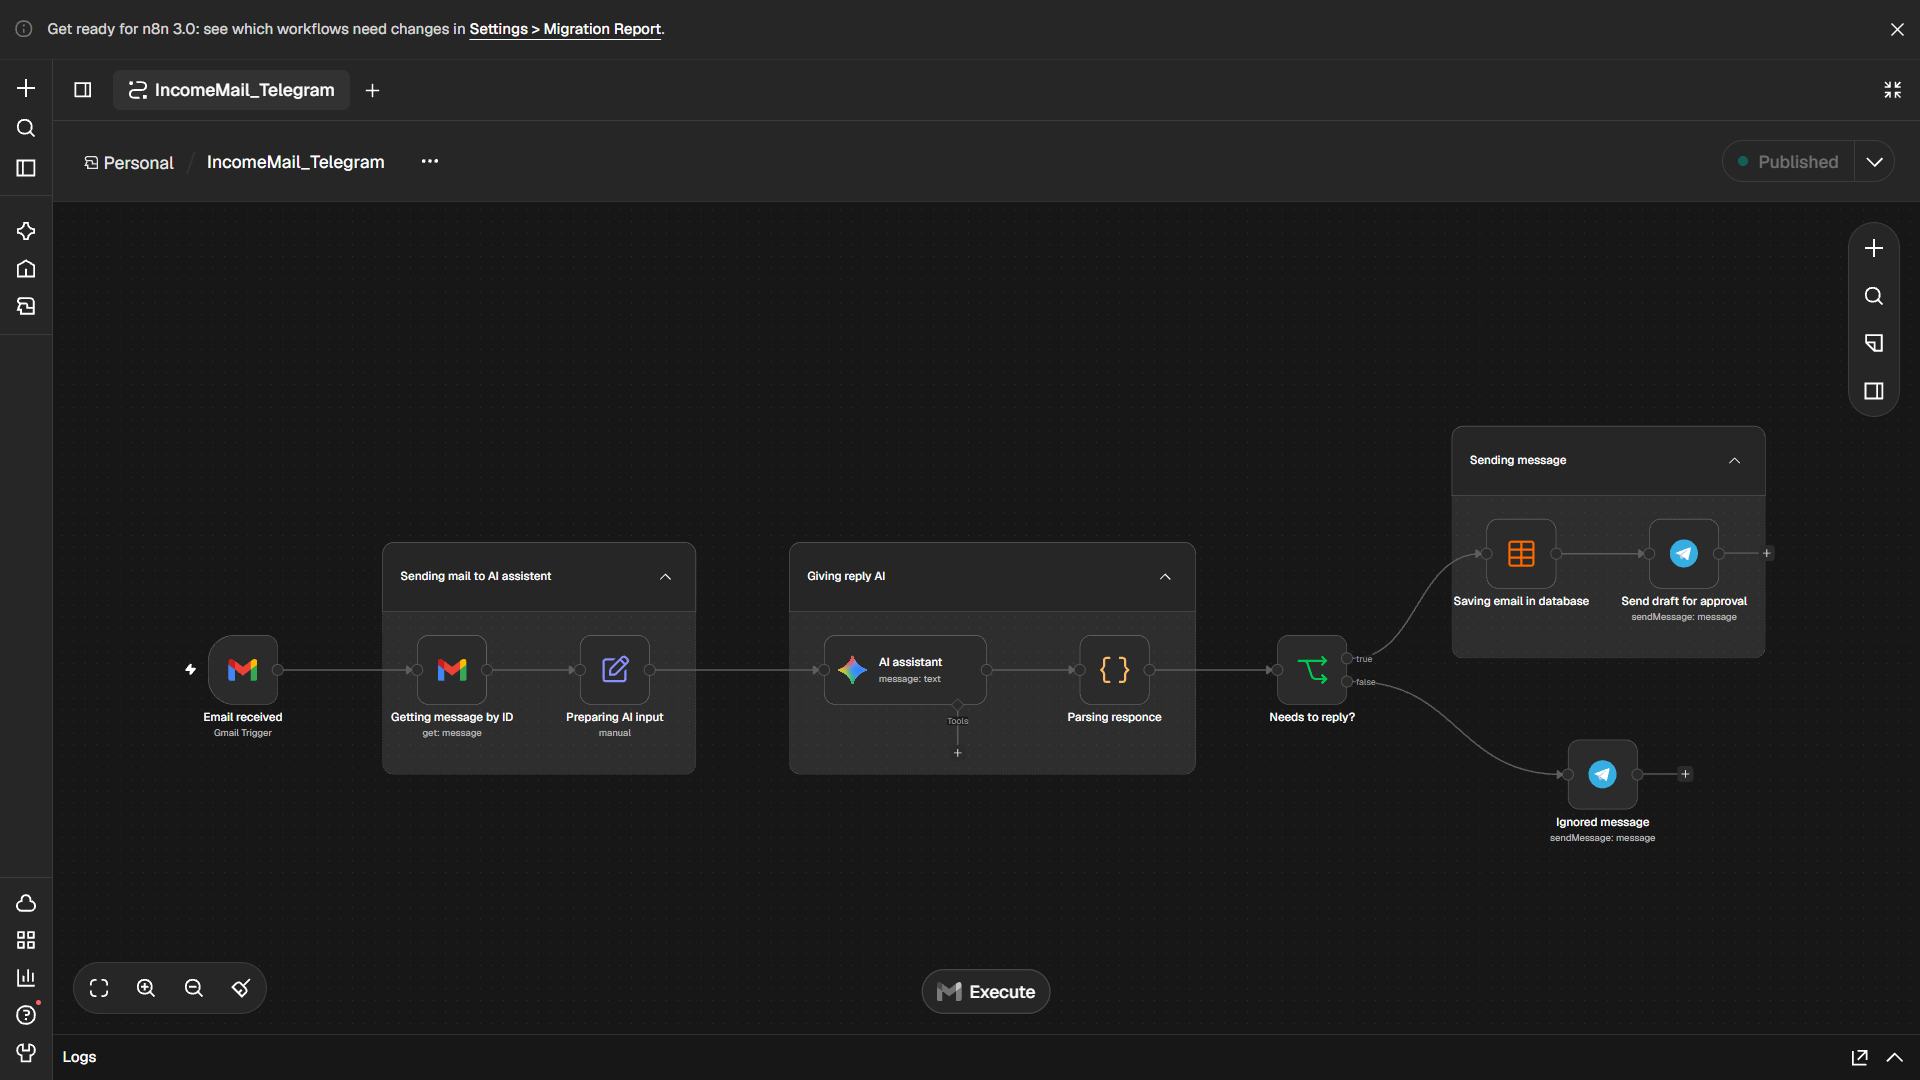 Get ready for n8n 3.0: see which workflows need changes in Settings > Migration Report.
IncomeMail_Telegram
Personal / IncomeMail_Telegram
Published
Sending message
Saving email in database
Send draft for approval
sendMessage: message
Sending mail to AI assistent
Giving reply AI
Email received
Gmail Trigger
Getting message by ID
get: message
Preparing AI input
manual
AI assistant
message: text
Tools
Parsing responce
Needs to reply?
true
false
Ignored message
sendMessage: message
Execute
Logs